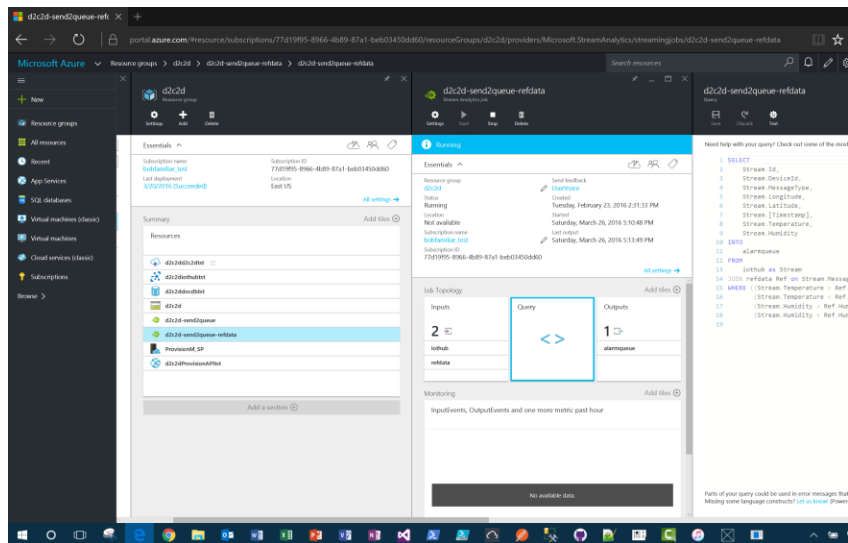 d2c2d-send2queue-refc
portal.azure.com/#resource/subscriptions/77d19f95-8966-4b89-87a1-beb03450dd60/resourceGroups/d2c2d/providers/Microsoft.StreamAnalytics/streamingjobs/d2c2d-send2queue-refdata
Microsoft Azure
Resource groups > d2c2d > d2c2d-send2queue-refdata > d2c2d-send2queue-refdata
Search resources
New
Resource groups
All resources
Recent
App Services
SQL databases
Virtual machines (classic)
Virtual machines
Cloud services (classic)
Subscriptions
Browse >
d2c2d
Resource group
Settings
Add
Delete
Essentials
Subscription name
bobfamiliar_test
Subscription ID
77d19f95-8966-4b89-87a1-beb03450dd60
Last deployment
3/20/2016 (Succeeded)
Location
East US
All settings
Summary
Add tiles
Resources
d2c2dd2c2dtel
d2c2diothubtst
d2c2ddocdbtst
d2c2d
d2c2d-send2queue
d2c2d-send2queue-refdata
ProvisionM_SP
d2c2dProvisionAPItst
Add a section
d2c2d-send2queue-refdata
Stream Analytics job
Settings
Start
Stop
Delete
Running
Essentials
Resource group
d2c2d
Send feedback
UserVoice
Status
Running
Created
Tuesday, February 23, 2016 2:31:33 PM
Location
Not available
Started
Saturday, March 26, 2016 5:10:48 PM
Subscription name
bobfamiliar_test
Last output
Saturday, March 26, 2016 5:13:49 PM
Subscription ID
77d19f95-8966-4b89-87a1-beb03450dd60
All settings
Job Topology
Add tiles
Inputs
2
iothub
refdata
Query
< >
Outputs
1
alarmqueue
Monitoring
Add tiles
InputEvents, OutputEvents and one more metric past hour
No available data.
d2c2d-send2queue-refdata
Query
Save
Discard
Test
Need help with your query? Check out some of the most
1 SELECT
2 Stream.Id,
3 Stream.DeviceId,
4 Stream.MessageType,
5 Stream.Longitude,
6 Stream.Latitude,
7 Stream.[Timestamp],
8 Stream.Temperature,
9 Stream.Humidity
10 INTO
11 alarmqueue
12 FROM
13 iothub as Stream
14 JOIN refdata Ref on Stream.Messag
15 WHERE ((Stream.Temperature > Ref.
16 (Stream.Temperature < Ref.
17 (Stream.Humidity > Ref.Hum
18 (Stream.Humidity < Ref.Hum
19
Parts of your query could be used in error messages that
Missing some language constructs? Let us know! (Power